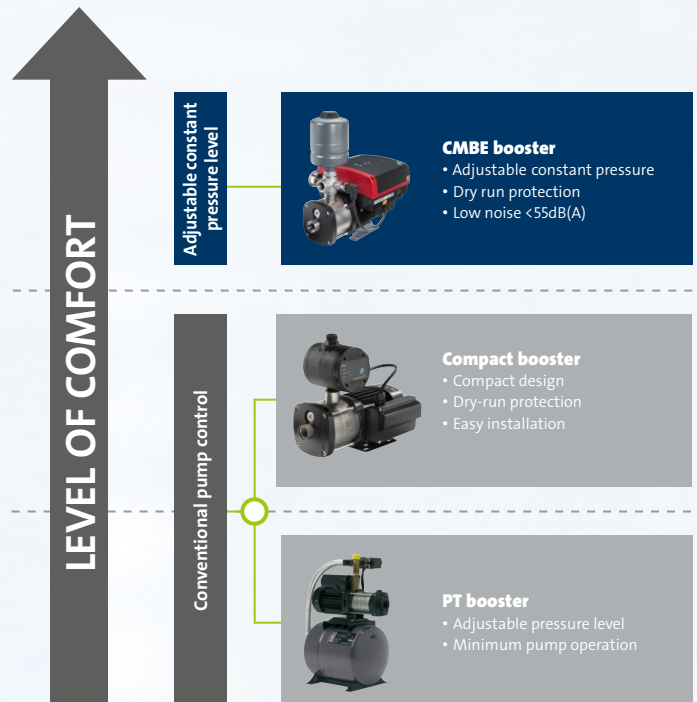 LEVEL OF COMFORT
Adjustable constant
pressure level
CMBE booster
• Adjustable constant pressure
• Dry run protection
• Low noise <55dB(A)
Conventional pump control
Compact booster
• Compact design
• Dry-run protection
• Easy installation
PT booster
• Adjustable pressure level
• Minimum pump operation